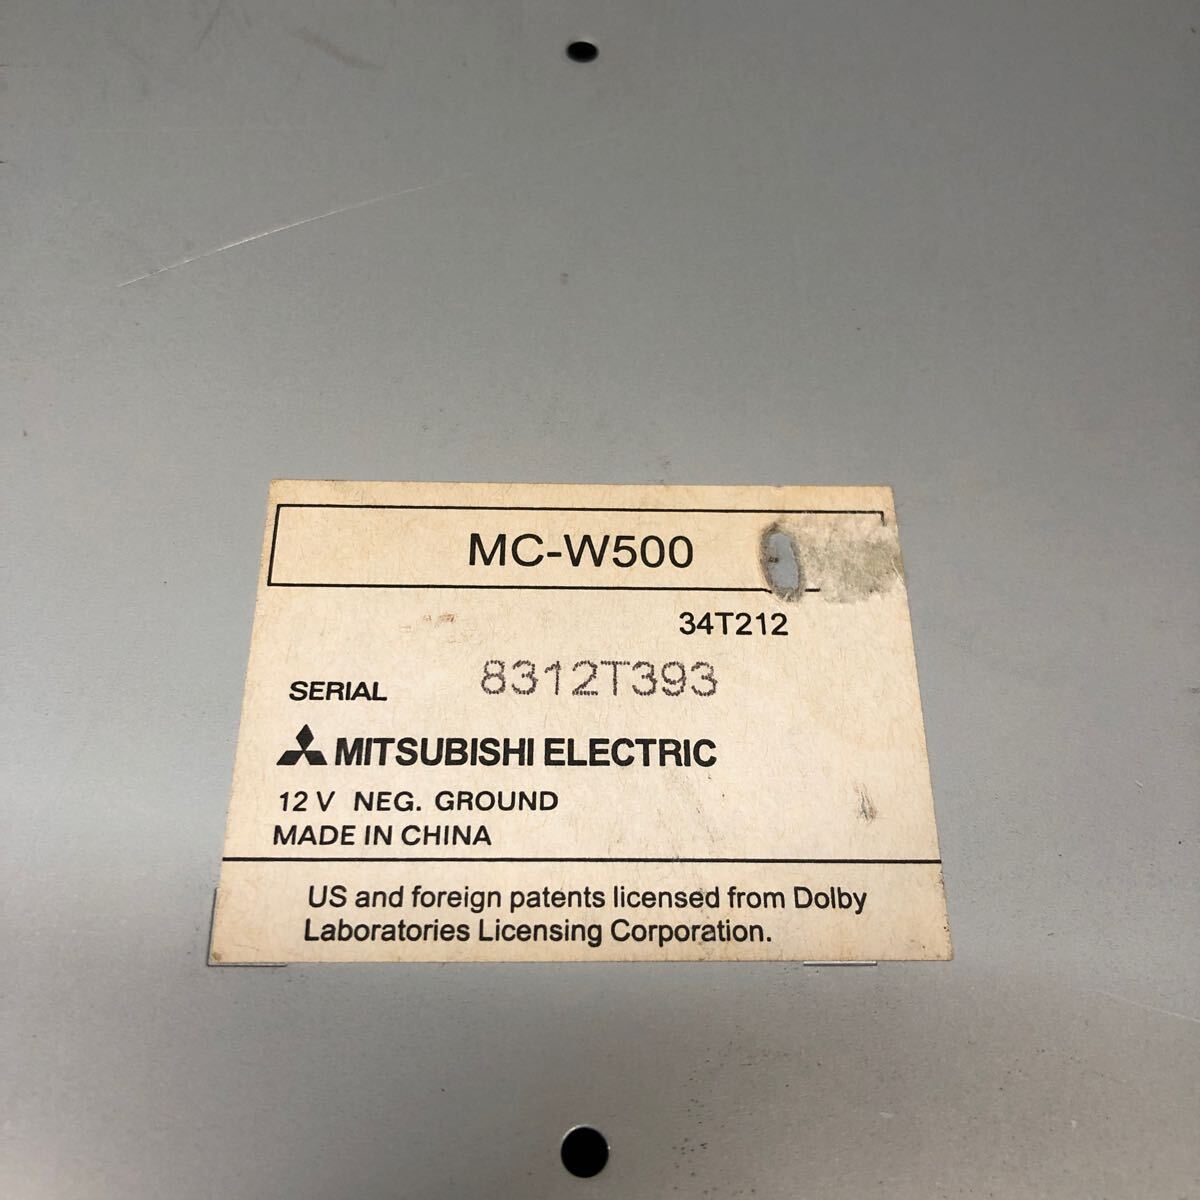 MC-W500
34T212
SERIAL 8312T393
MITSUBISHI ELECTRIC
12 V NEG. GROUND
MADE IN CHINA
US and foreign patents licensed from Dolby
Laboratories Licensing Corporation.